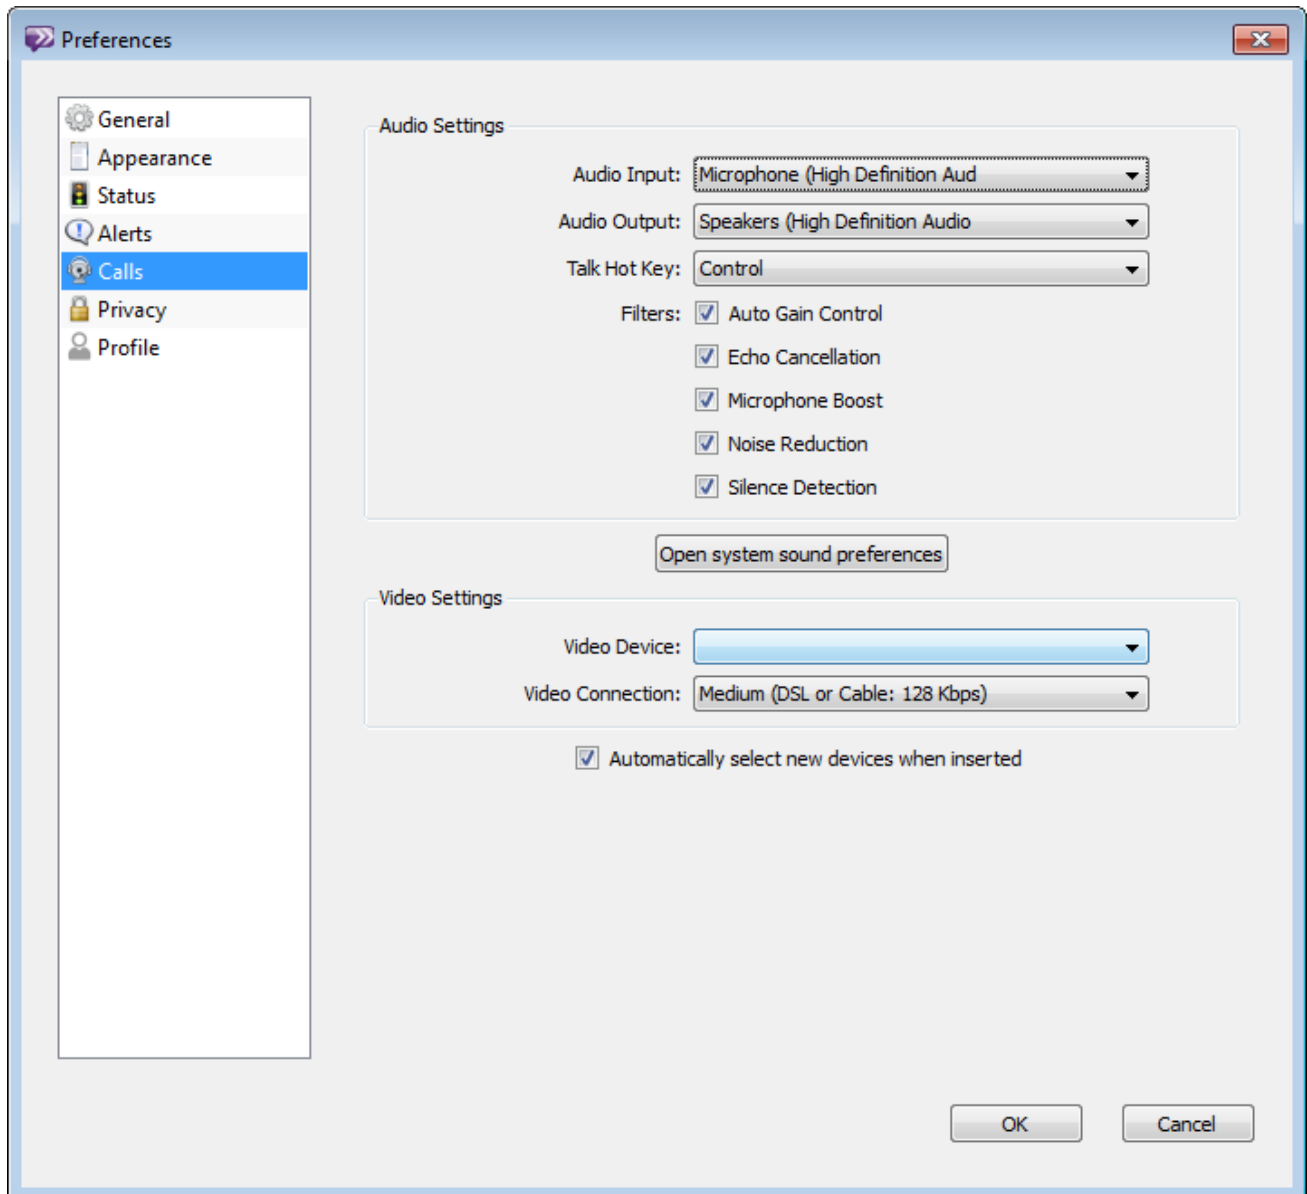 Preferences
General
Appearance
Status
Alerts
Calls
Privacy
Profile
Audio Settings
Audio Input: Microphone (High Definition Aud
Audio Output: Speakers (High Definition Audio
Talk Hot Key: Control
Filters: Auto Gain Control
Echo Cancellation
Microphone Boost
Noise Reduction
Silence Detection
Open system sound preferences
Video Settings
Video Device:
Video Connection: Medium (DSL or Cable: 128 Kbps)
Automatically select new devices when inserted
OK Cancel